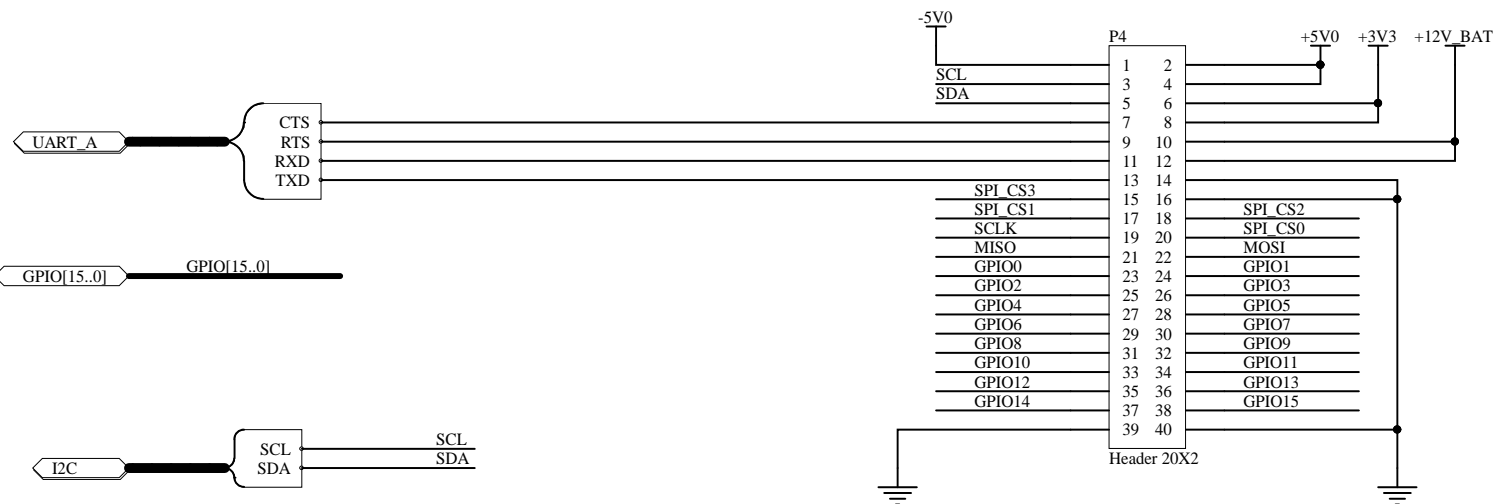 -5V0
P4
+5V0 +3V3 +12V_BAT
1 2
SCL
3 4
SDA
5 6
UART_A
CTS
7 8
RTS
9 10
RXD
11 12
TXD
13 14
SPI_CS3
15 16
SPI_CS1
17 18
SPI_CS2
SCLK
19 20
SPI_CS0
MISO
21 22
MOSI
GPIO[15..0]
GPIO[15..0]
GPIO0
23 24
GPIO1
GPIO2
25 26
GPIO3
GPIO4
27 28
GPIO5
GPIO6
29 30
GPIO7
GPIO8
31 32
GPIO9
GPIO10
33 34
GPIO11
GPIO12
35 36
GPIO13
GPIO14
37 38
GPIO15
39 40
Header 20X2
I2C
SCL
SDA
SCL
SDA